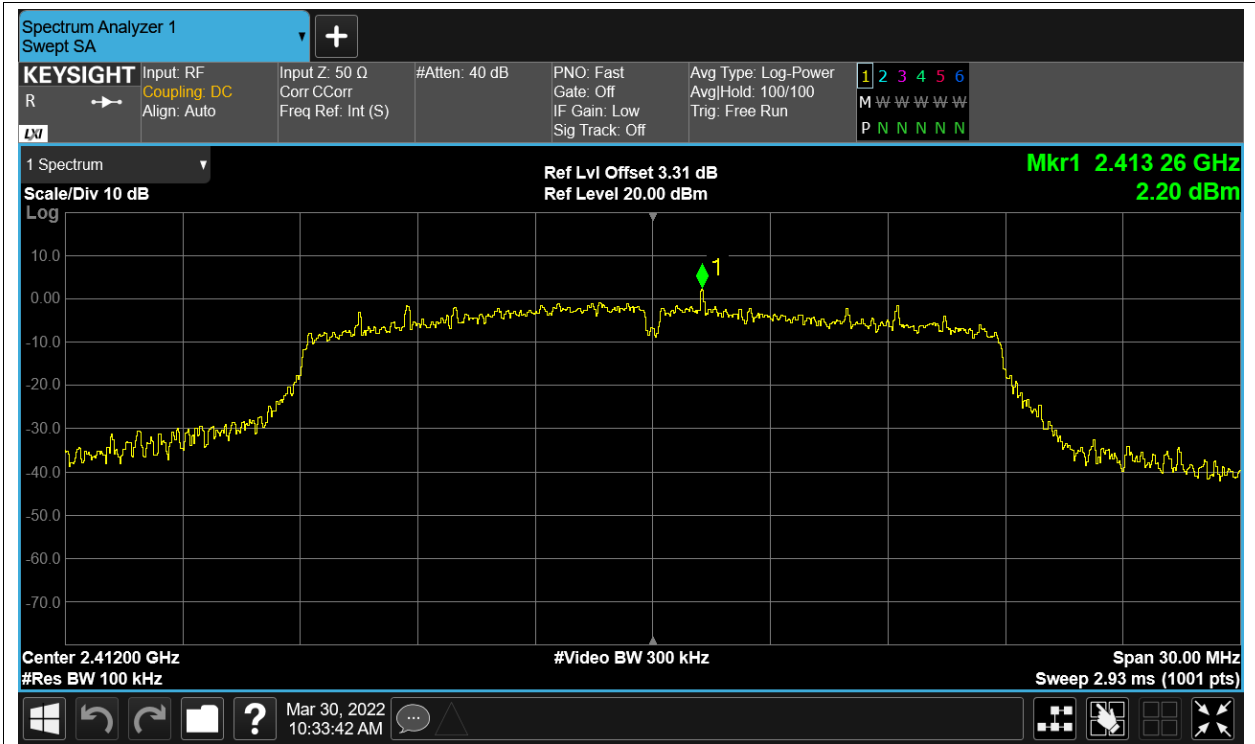 Spectrum Analyzer 1
Swept SA
+
KEYSIGHT
R
LXI
Input: RF
Coupling: DC
Align: Auto
Input Z: 50 Ω
Corr CCorr
Freq Ref: Int (S)
#Atten: 40 dB
PNO: Fast
Gate: Off
IF Gain: Low
Sig Track: Off
Avg Type: Log-Power
Avg|Hold: 100/100
Trig: Free Run
1 2 3 4 5 6
M W W W W W
P N N N N N
1 Spectrum
Scale/Div 10 dB
Log
Ref Lvl Offset 3.31 dB
Ref Level 20.00 dBm
Mkr1 2.413 26 GHz
2.20 dBm
1
10.0
0.00
-10.0
-20.0
-30.0
-40.0
-50.0
-60.0
-70.0
Center 2.41200 GHz
#Res BW 100 kHz
#Video BW 300 kHz
Span 30.00 MHz
Sweep 2.93 ms (1001 pts)
?
Mar 30, 2022
10:33:42 AM